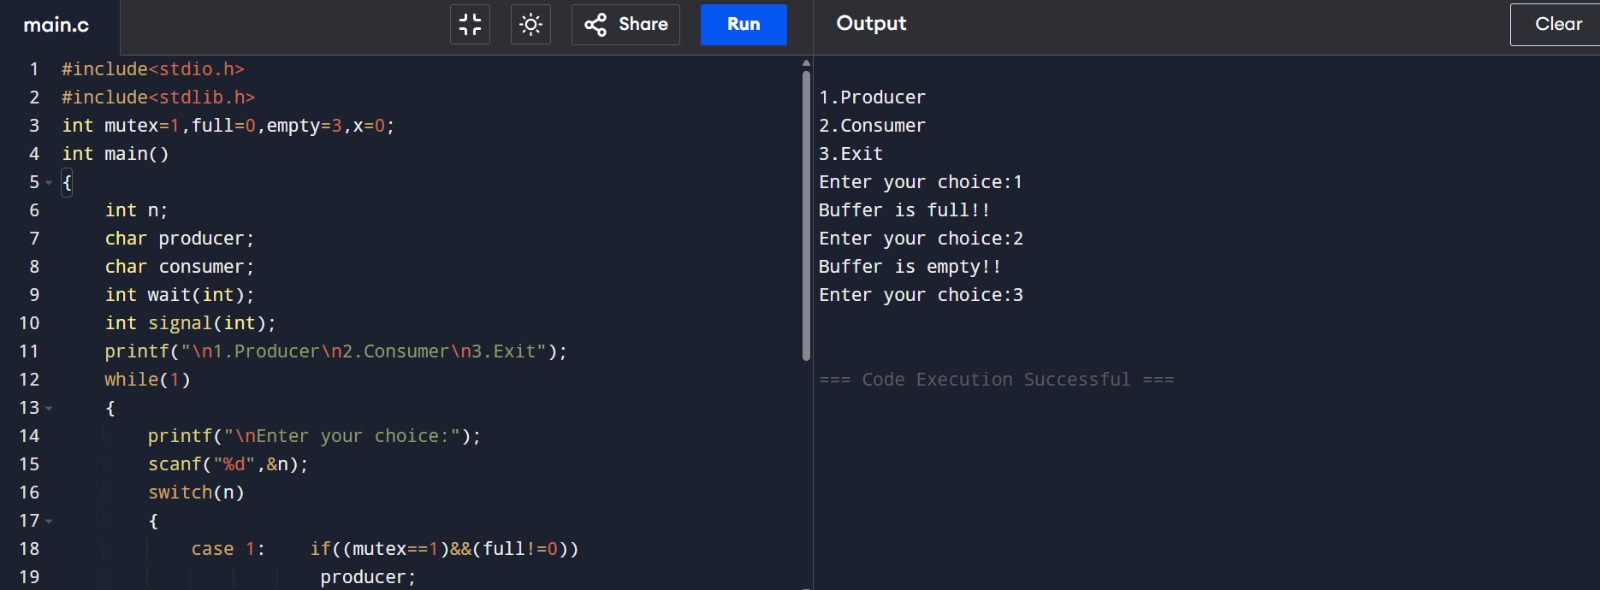 main.c
Share
Run
Output
Clear
1 #include<stdio.h>
2 #include<stdlib.h>
3 int mutex=1,full=0,empty=3,x=0;
4 int main()
5 {
6 int n;
7 char producer;
8 char consumer;
9 int wait(int);
10 int signal(int);
11 printf("\n1.Producer\n2.Consumer\n3.Exit");
12 while(1)
13 {
14 printf("\nEnter your choice:");
15 scanf("%d",&n);
16 switch(n)
17 {
18 case 1: if((mutex==1)&&(full!=0))
19 producer;
1.Producer
2.Consumer
3.Exit
Enter your choice:1
Buffer is full!!
Enter your choice:2
Buffer is empty!!
Enter your choice:3
=== Code Execution Successful ===